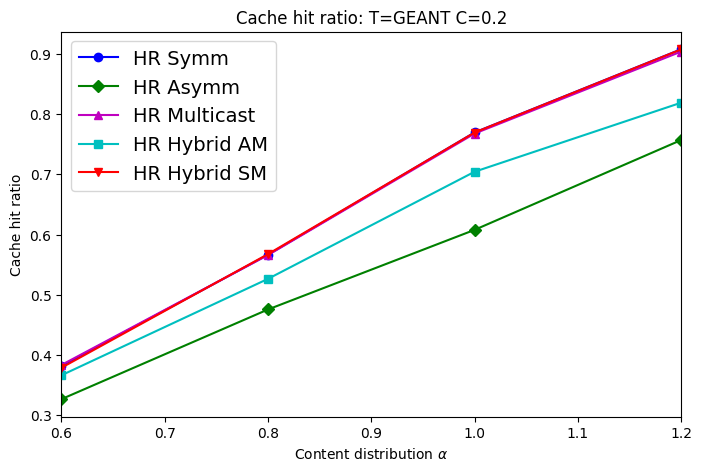 Cache hit ratio: T=GEANT C=0.2
HR Symm
HR Asymm
HR Multicast
HR Hybrid AM
HR Hybrid SM
Cache hit ratio
0.9
0.8
0.7
0.6
0.5
0.4
0.3
0.6 0.7 0.8 0.9 1.0 1.1 1.2
Content distribution α